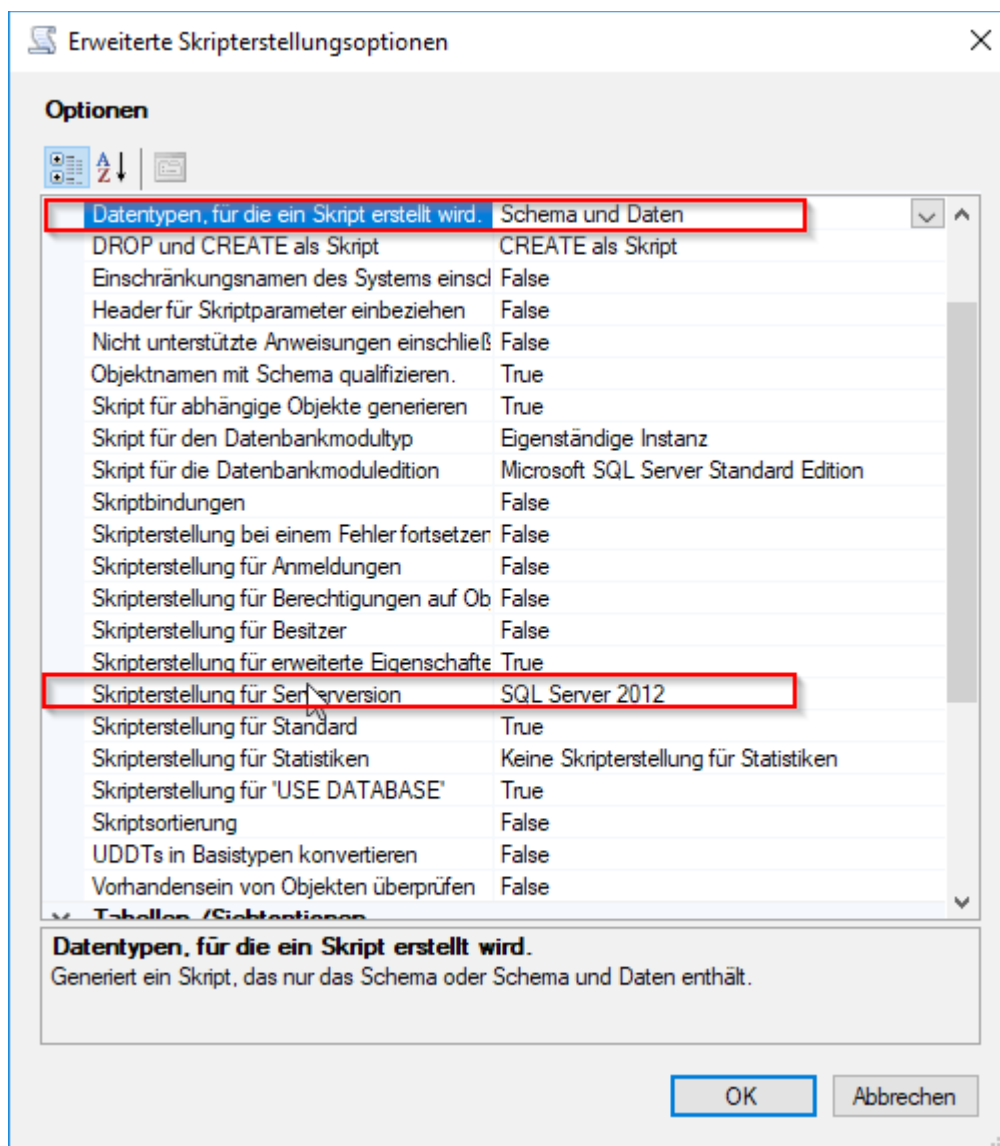 Erweiterte Skripterstellungsoptionen
Optionen
Datentypen, für die ein Skript erstellt wird. Schema und Daten
DROP und CREATE als Skript CREATE als Skript
Einschränkungsnamen des Systems einscl False
Header für Skriptparameter einbeziehen False
Nicht unterstützte Anweisungen einschließ False
Objektnamen mit Schema qualifizieren. True
Skript für abhängige Objekte generieren True
Skript für den Datenbankmodultyp Eigenständige Instanz
Skript für die Datenbankmoduledition Microsoft SQL Server Standard Edition
Skriptbindungen False
Skripterstellung bei einem Fehler fortsetzen False
Skripterstellung für Anmeldungen False
Skripterstellung für Berechtigungen auf Ob False
Skripterstellung für Besitzer False
Skripterstellung für erweiterte Eigenschafte True
Skripterstellung für Serverversion SQL Server 2012
Skripterstellung für Standard True
Skripterstellung für Statistiken Keine Skripterstellung für Statistiken
Skripterstellung für "USE DATABASE" True
Skriptsortierung False
UDDTs in Basistypen konvertieren False
Vorhandensein von Objekten überprüfen False
Tabellen-/Sichtoptionen
Datentypen, für die ein Skript erstellt wird.
Generiert ein Skript, das nur das Schema oder Schema und Daten enthält.
OK Abbrechen